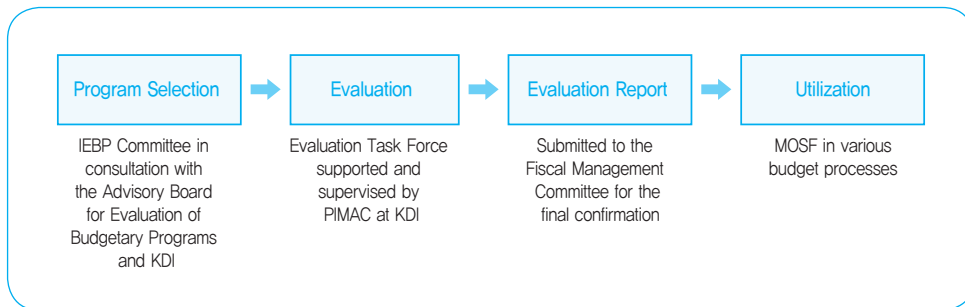 Program Selection
IEBP Committee in
consultation with
the Advisory Board
for Evaluation of
Budgetary Programs
and KDI
Evaluation
Evaluation Task Force
supported and
supervised by
PIMAC at KDI
Evaluation Report
Submitted to the
Fiscal Management
Committee for the
final confirmation
Utilization
MOSF in various
budget processes